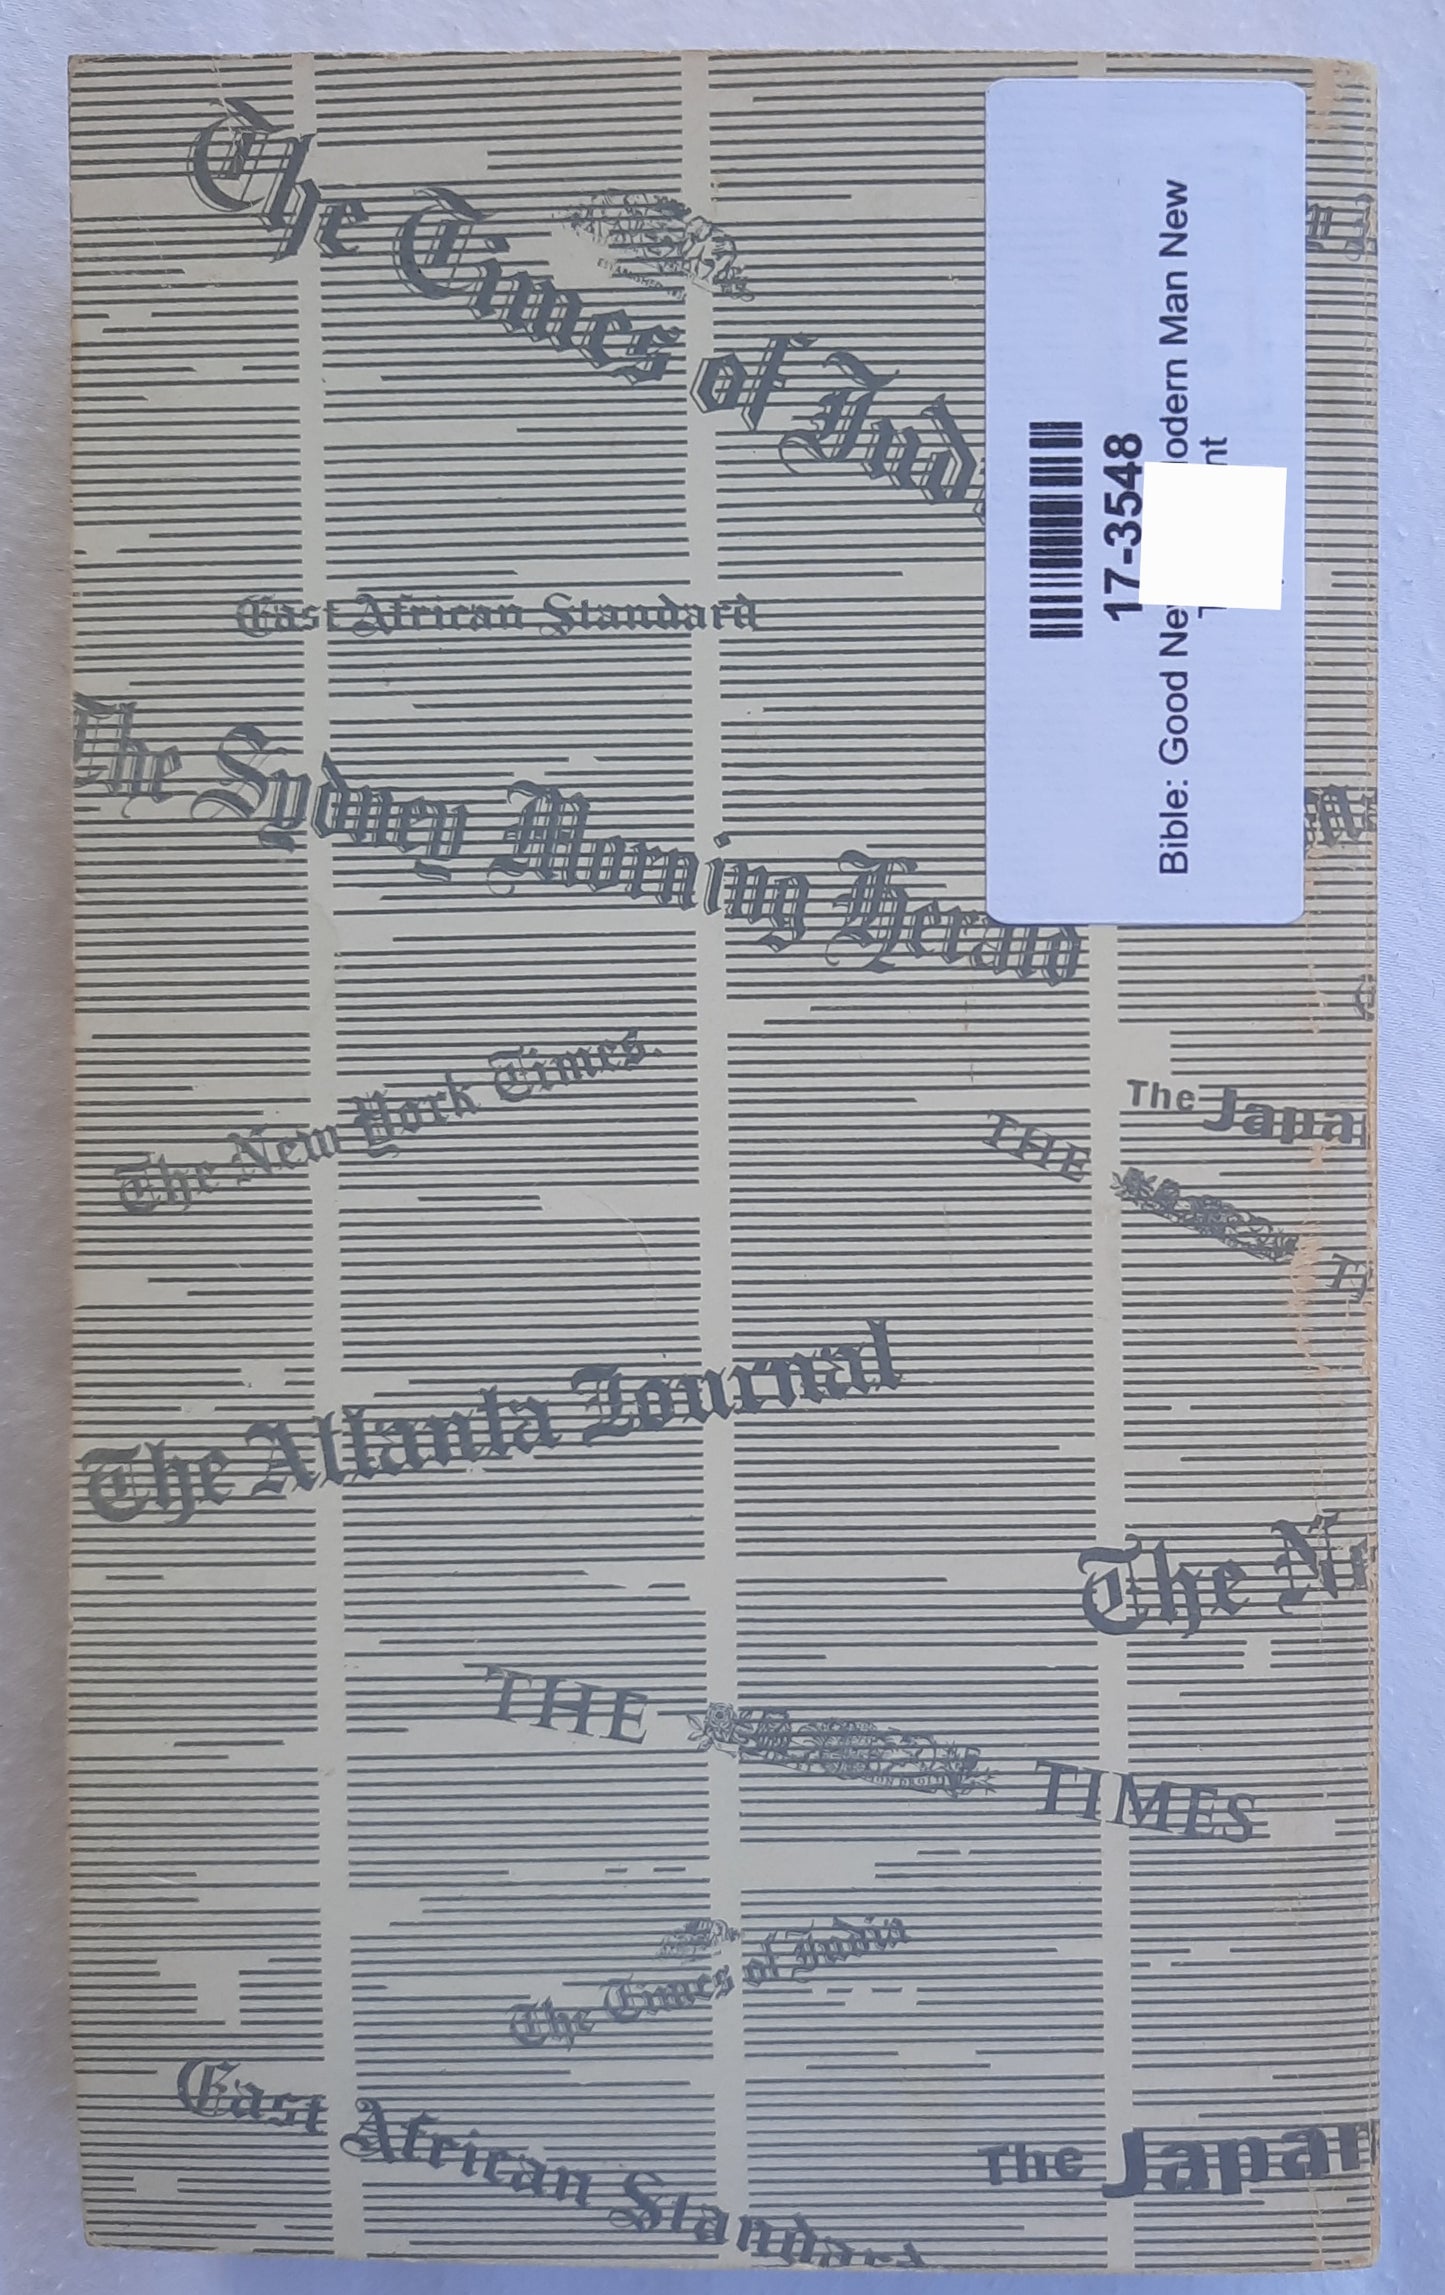 The Times of Ind
East African Standard
The Sydney Morning Herald
The New York Times.
The Japa
THE
The Atlanta Journal
The Ne
THE TIMES
The Times of India
East African Standard
The Japan
17-3548
Bible: Good Ne odern Man New
nt